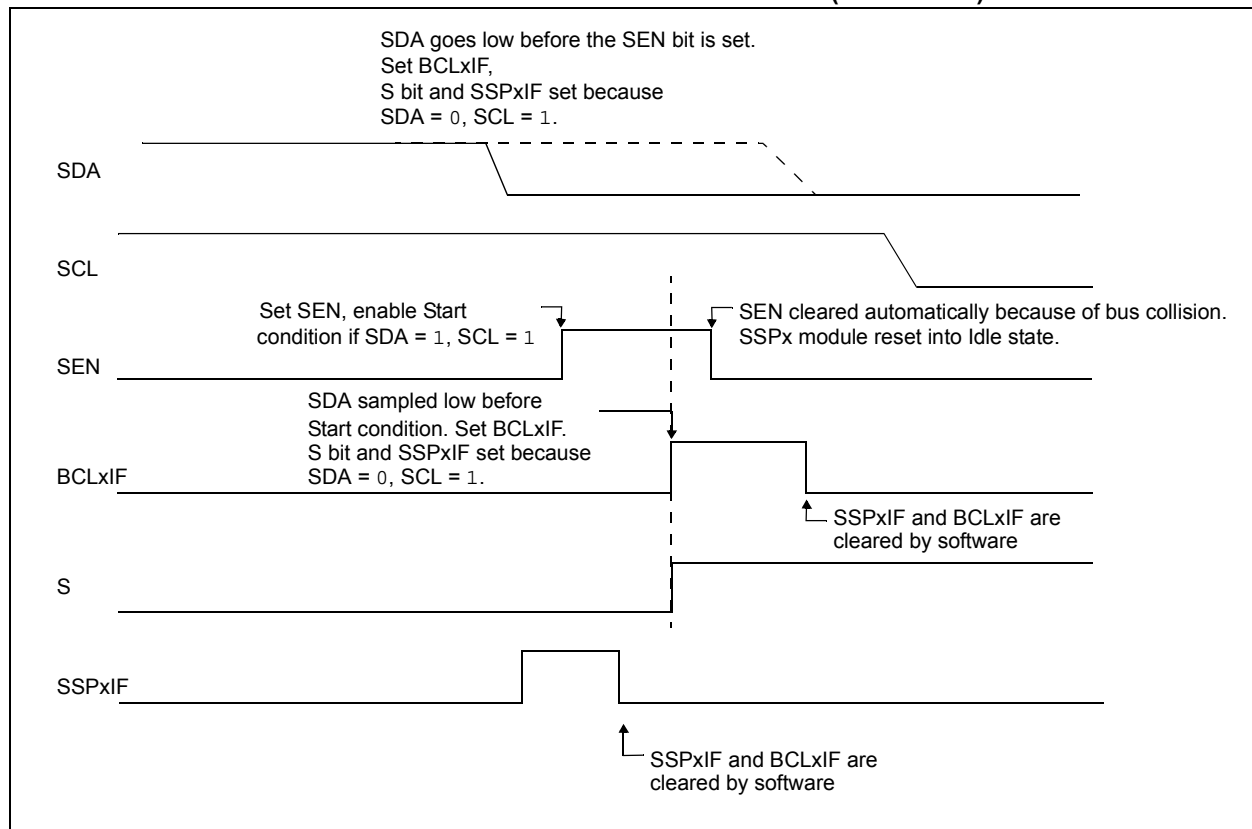 SDA goes low before the SEN bit is set.
Set BCLxIF,
S bit and SSPxIF set because
SDA = 0, SCL = 1.
SDA
SCL
Set SEN, enable Start
condition if SDA = 1, SCL = 1
SEN cleared automatically because of bus collision.
SSPx module reset into Idle state.
SEN
SDA sampled low before
Start condition. Set BCLxIF.
S bit and SSPxIF set because
SDA = 0, SCL = 1.
BCLxIF
SSPxIF and BCLxIF are
cleared by software
S
SSPxIF
SSPxIF and BCLxIF are
cleared by software